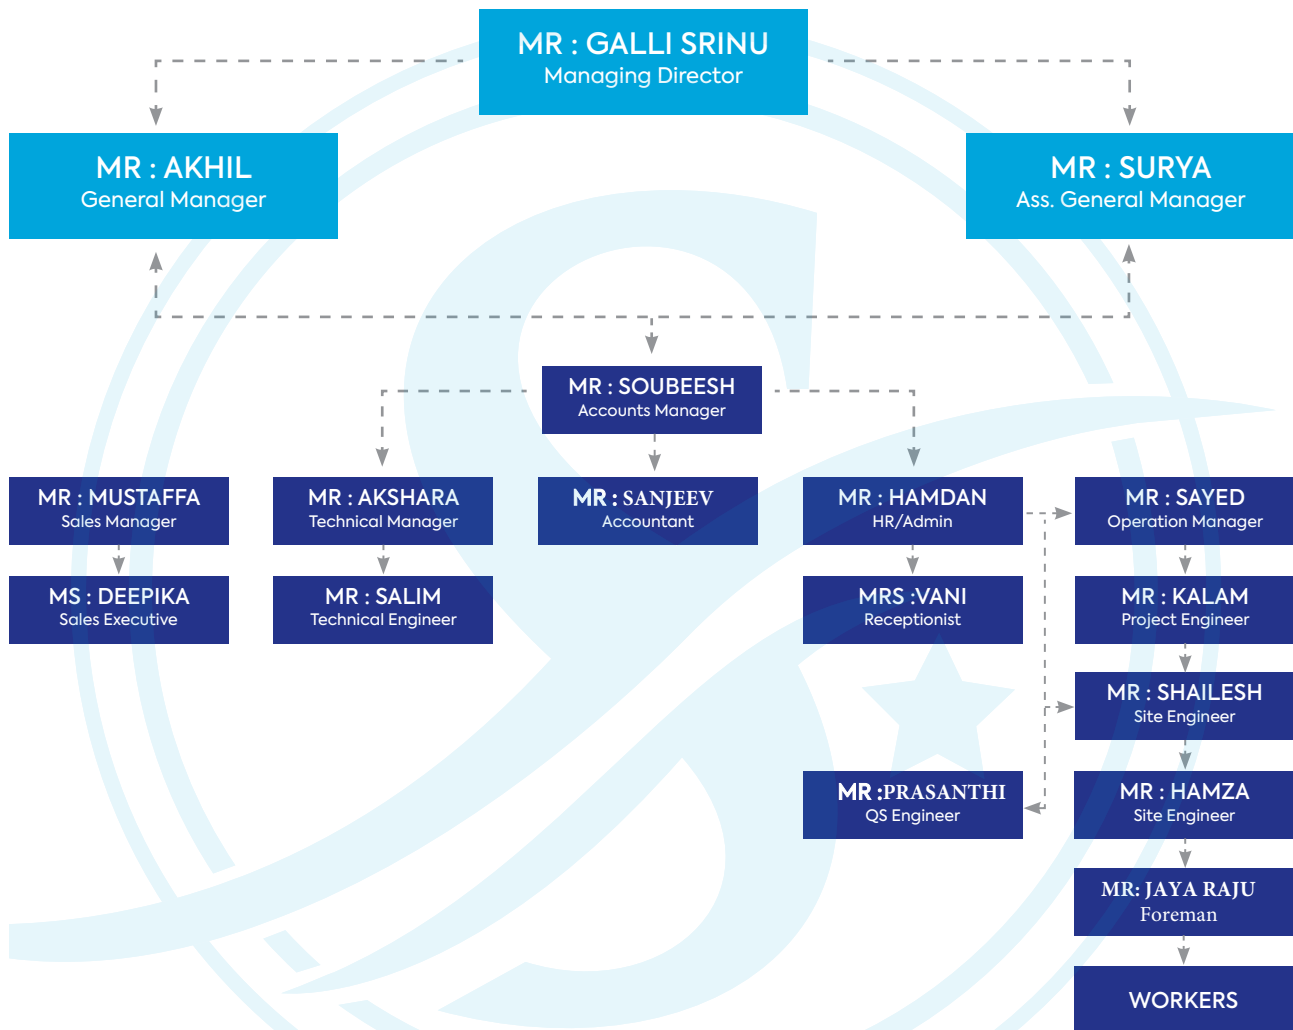 MR : GALLI SRINU
Managing Director
MR : AKHIL
General Manager
MR : SURYA
Ass. General Manager
MR : SOUBEESH
Accounts Manager
MR : MUSTAFFA
Sales Manager
MR : AKSHARA
Technical Manager
MR : SANJEEV
Accountant
MR : HAMDAN
HR/Admin
MR : SAYED
Operation Manager
MS : DEEPIKA
Sales Executive
MR : SALIM
Technical Engineer
MRS :VANI
Receptionist
MR : KALAM
Project Engineer
MR : SHAILESH
Site Engineer
MR :PRASANTHI
QS Engineer
MR : HAMZA
Site Engineer
MR: JAYA RAJU
Foreman
WORKERS